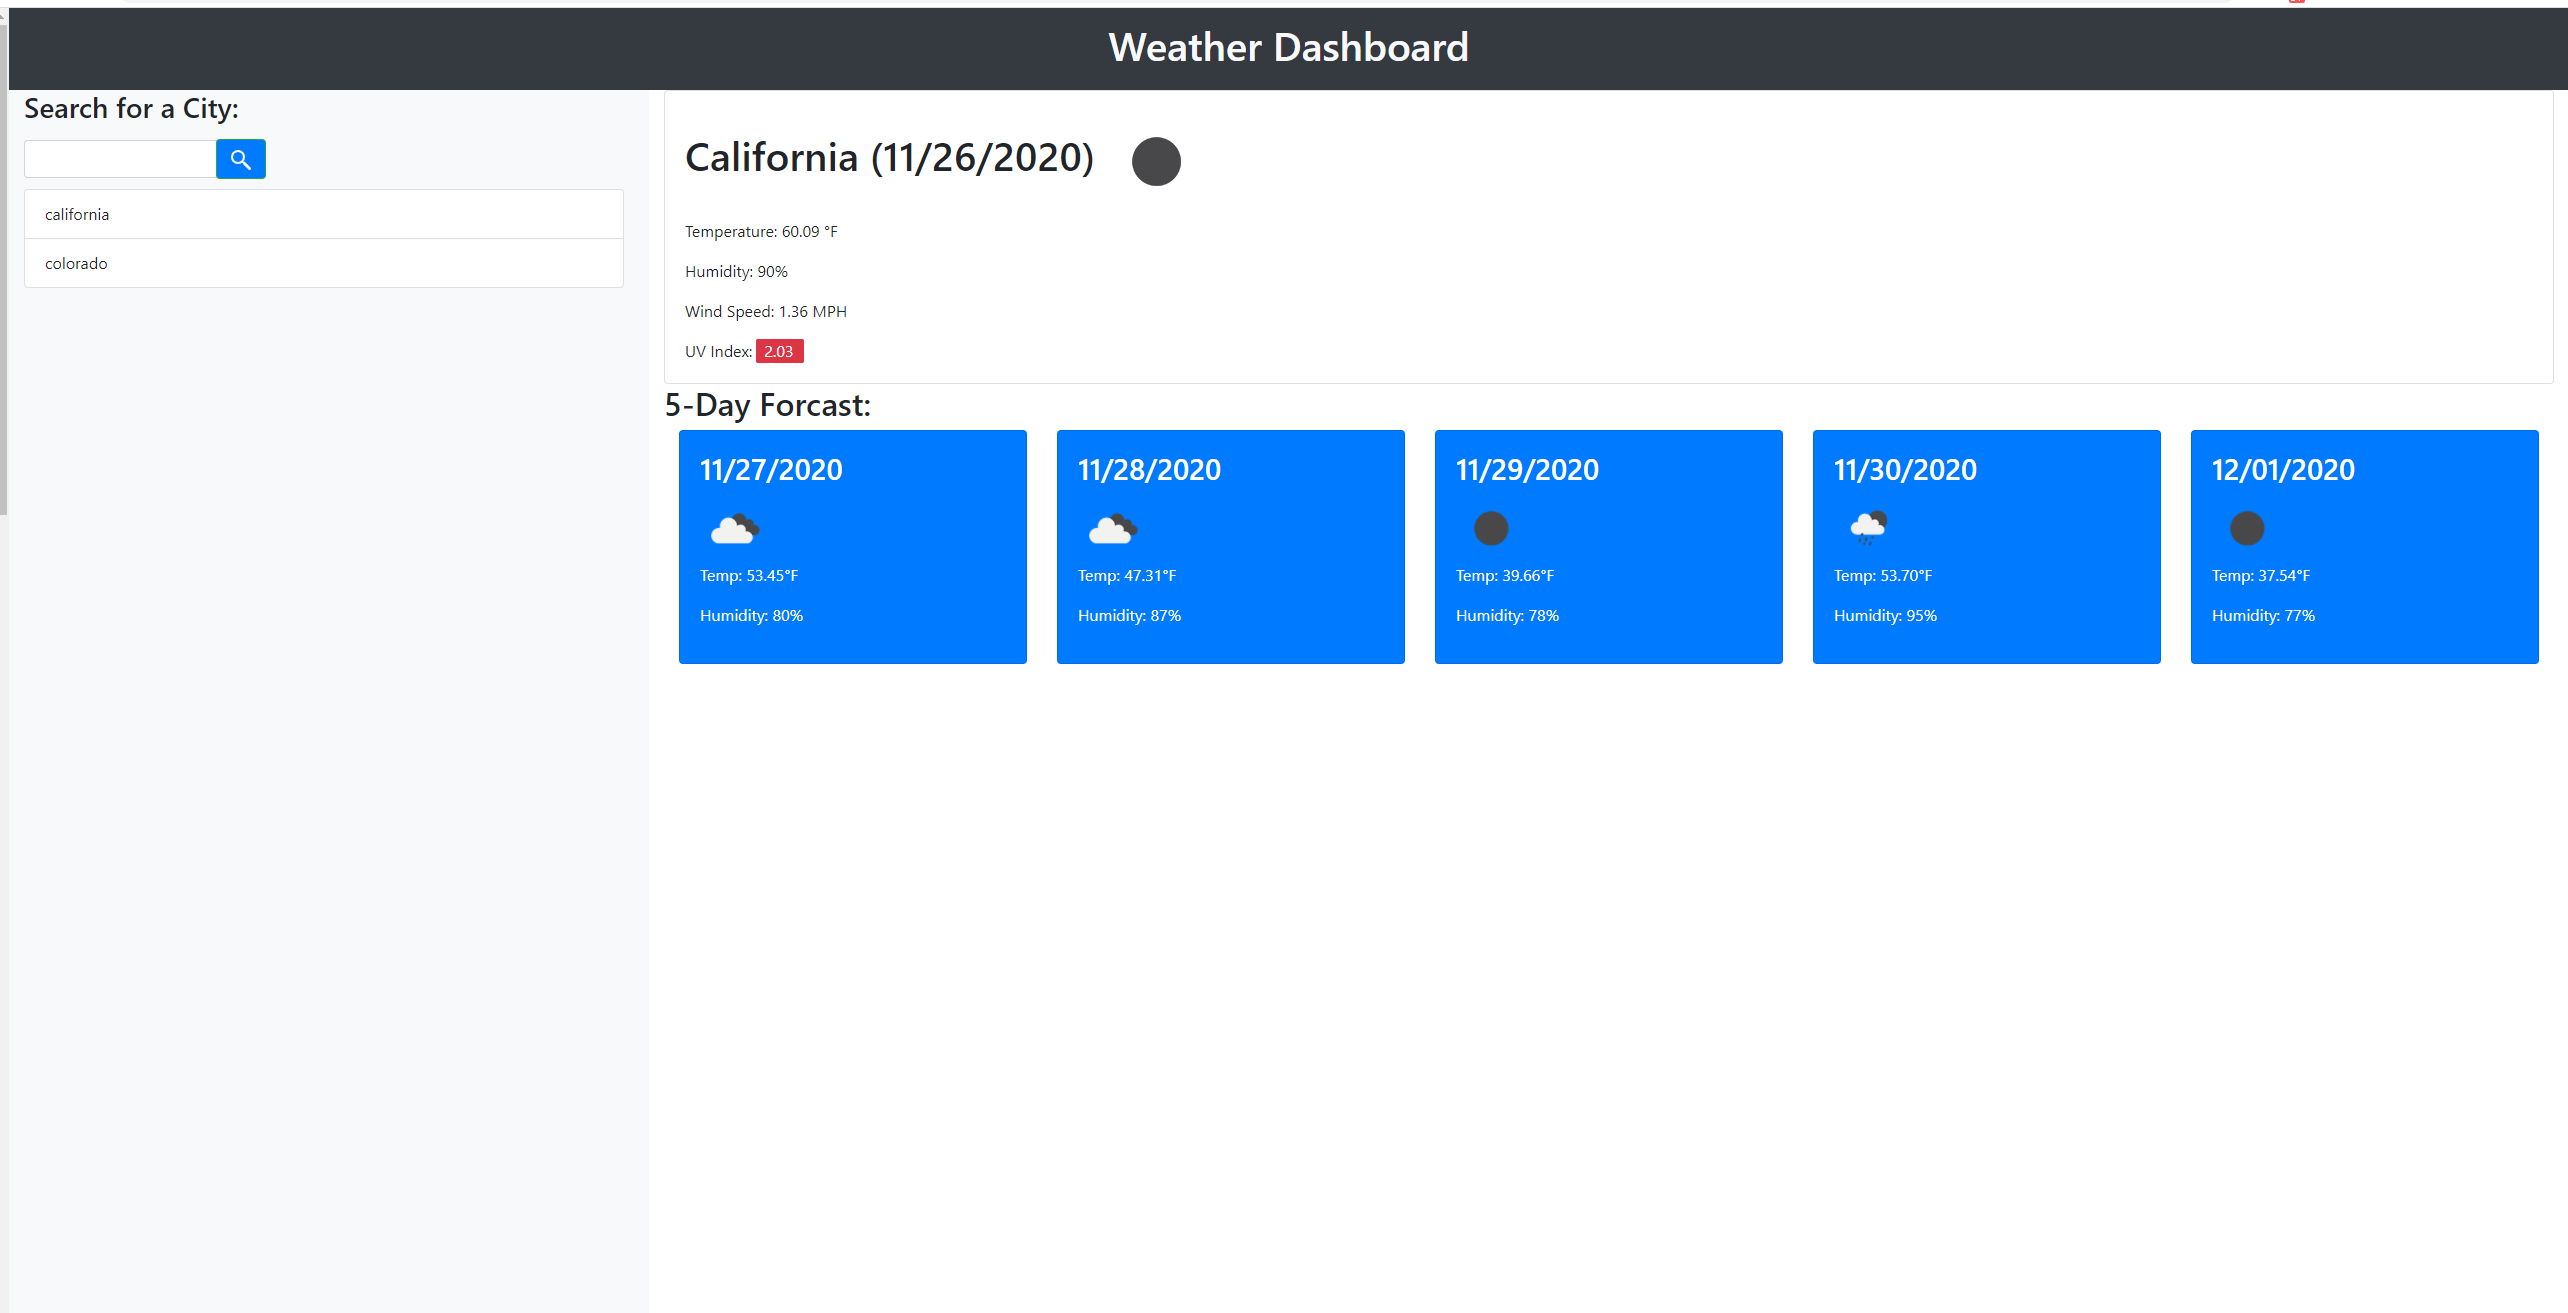 Weather Dashboard
Search for a City:
california
colorado
California (11/26/2020)
Temperature: 60.09 °F
Humidity: 90%
Wind Speed: 1.36 MPH
UV Index: 2.03
5-Day Forcast:
11/27/2020
Temp: 53.45°F
Humidity: 80%
11/28/2020
Temp: 47.31°F
Humidity: 87%
11/29/2020
Temp: 39.66°F
Humidity: 78%
11/30/2020
Temp: 53.70°F
Humidity: 95%
12/01/2020
Temp: 37.54°F
Humidity: 77%